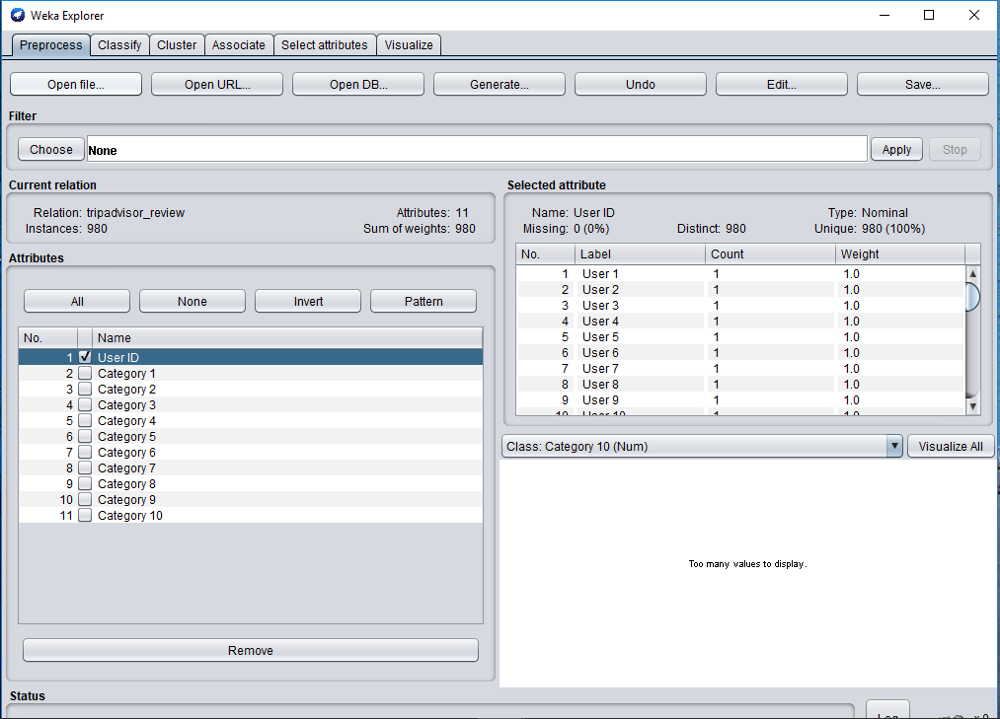 Weka Explorer
Preprocess Classify Cluster Associate Select attributes Visualize
Open file... Open URL... Open DB... Generate... Undo Edit... Save...
Filter
Choose None Apply Stop
Current relation
Relation: tripadvisor_review Attributes: 11
Instances: 980 Sum of weights: 980
Attributes
All None Invert Pattern
No. Name
1 User ID
2 Category 1
3 Category 2
4 Category 3
5 Category 4
6 Category 5
7 Category 6
8 Category 7
9 Category 8
10 Category 9
11 Category 10
Remove
Selected attribute
Name: User ID Type: Nominal
Missing: 0 (0%) Distinct: 980 Unique: 980 (100%)
No. Label Count Weight
1 User 1 1 1.0
2 User 2 1 1.0
3 User 3 1 1.0
4 User 4 1 1.0
5 User 5 1 1.0
6 User 6 1 1.0
7 User 7 1 1.0
8 User 8 1 1.0
9 User 9 1 1.0
10 User 10 1 1.0
Class: Category 10 (Num) Visualize All
Too many values to display.
Status
Log x 0